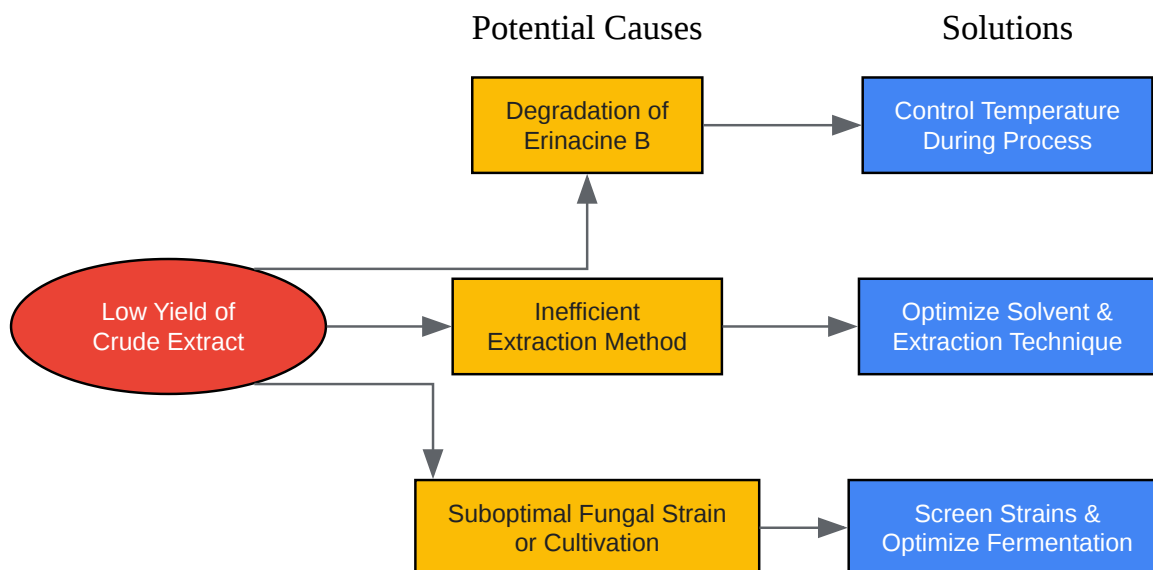 Potential Causes
Solutions
Degradation of
Erinacine B
Control Temperature
During Process
Low Yield of
Crude Extract
Inefficient
Extraction Method
Optimize Solvent &
Extraction Technique
Suboptimal Fungal Strain
or Cultivation
Screen Strains &
Optimize Fermentation